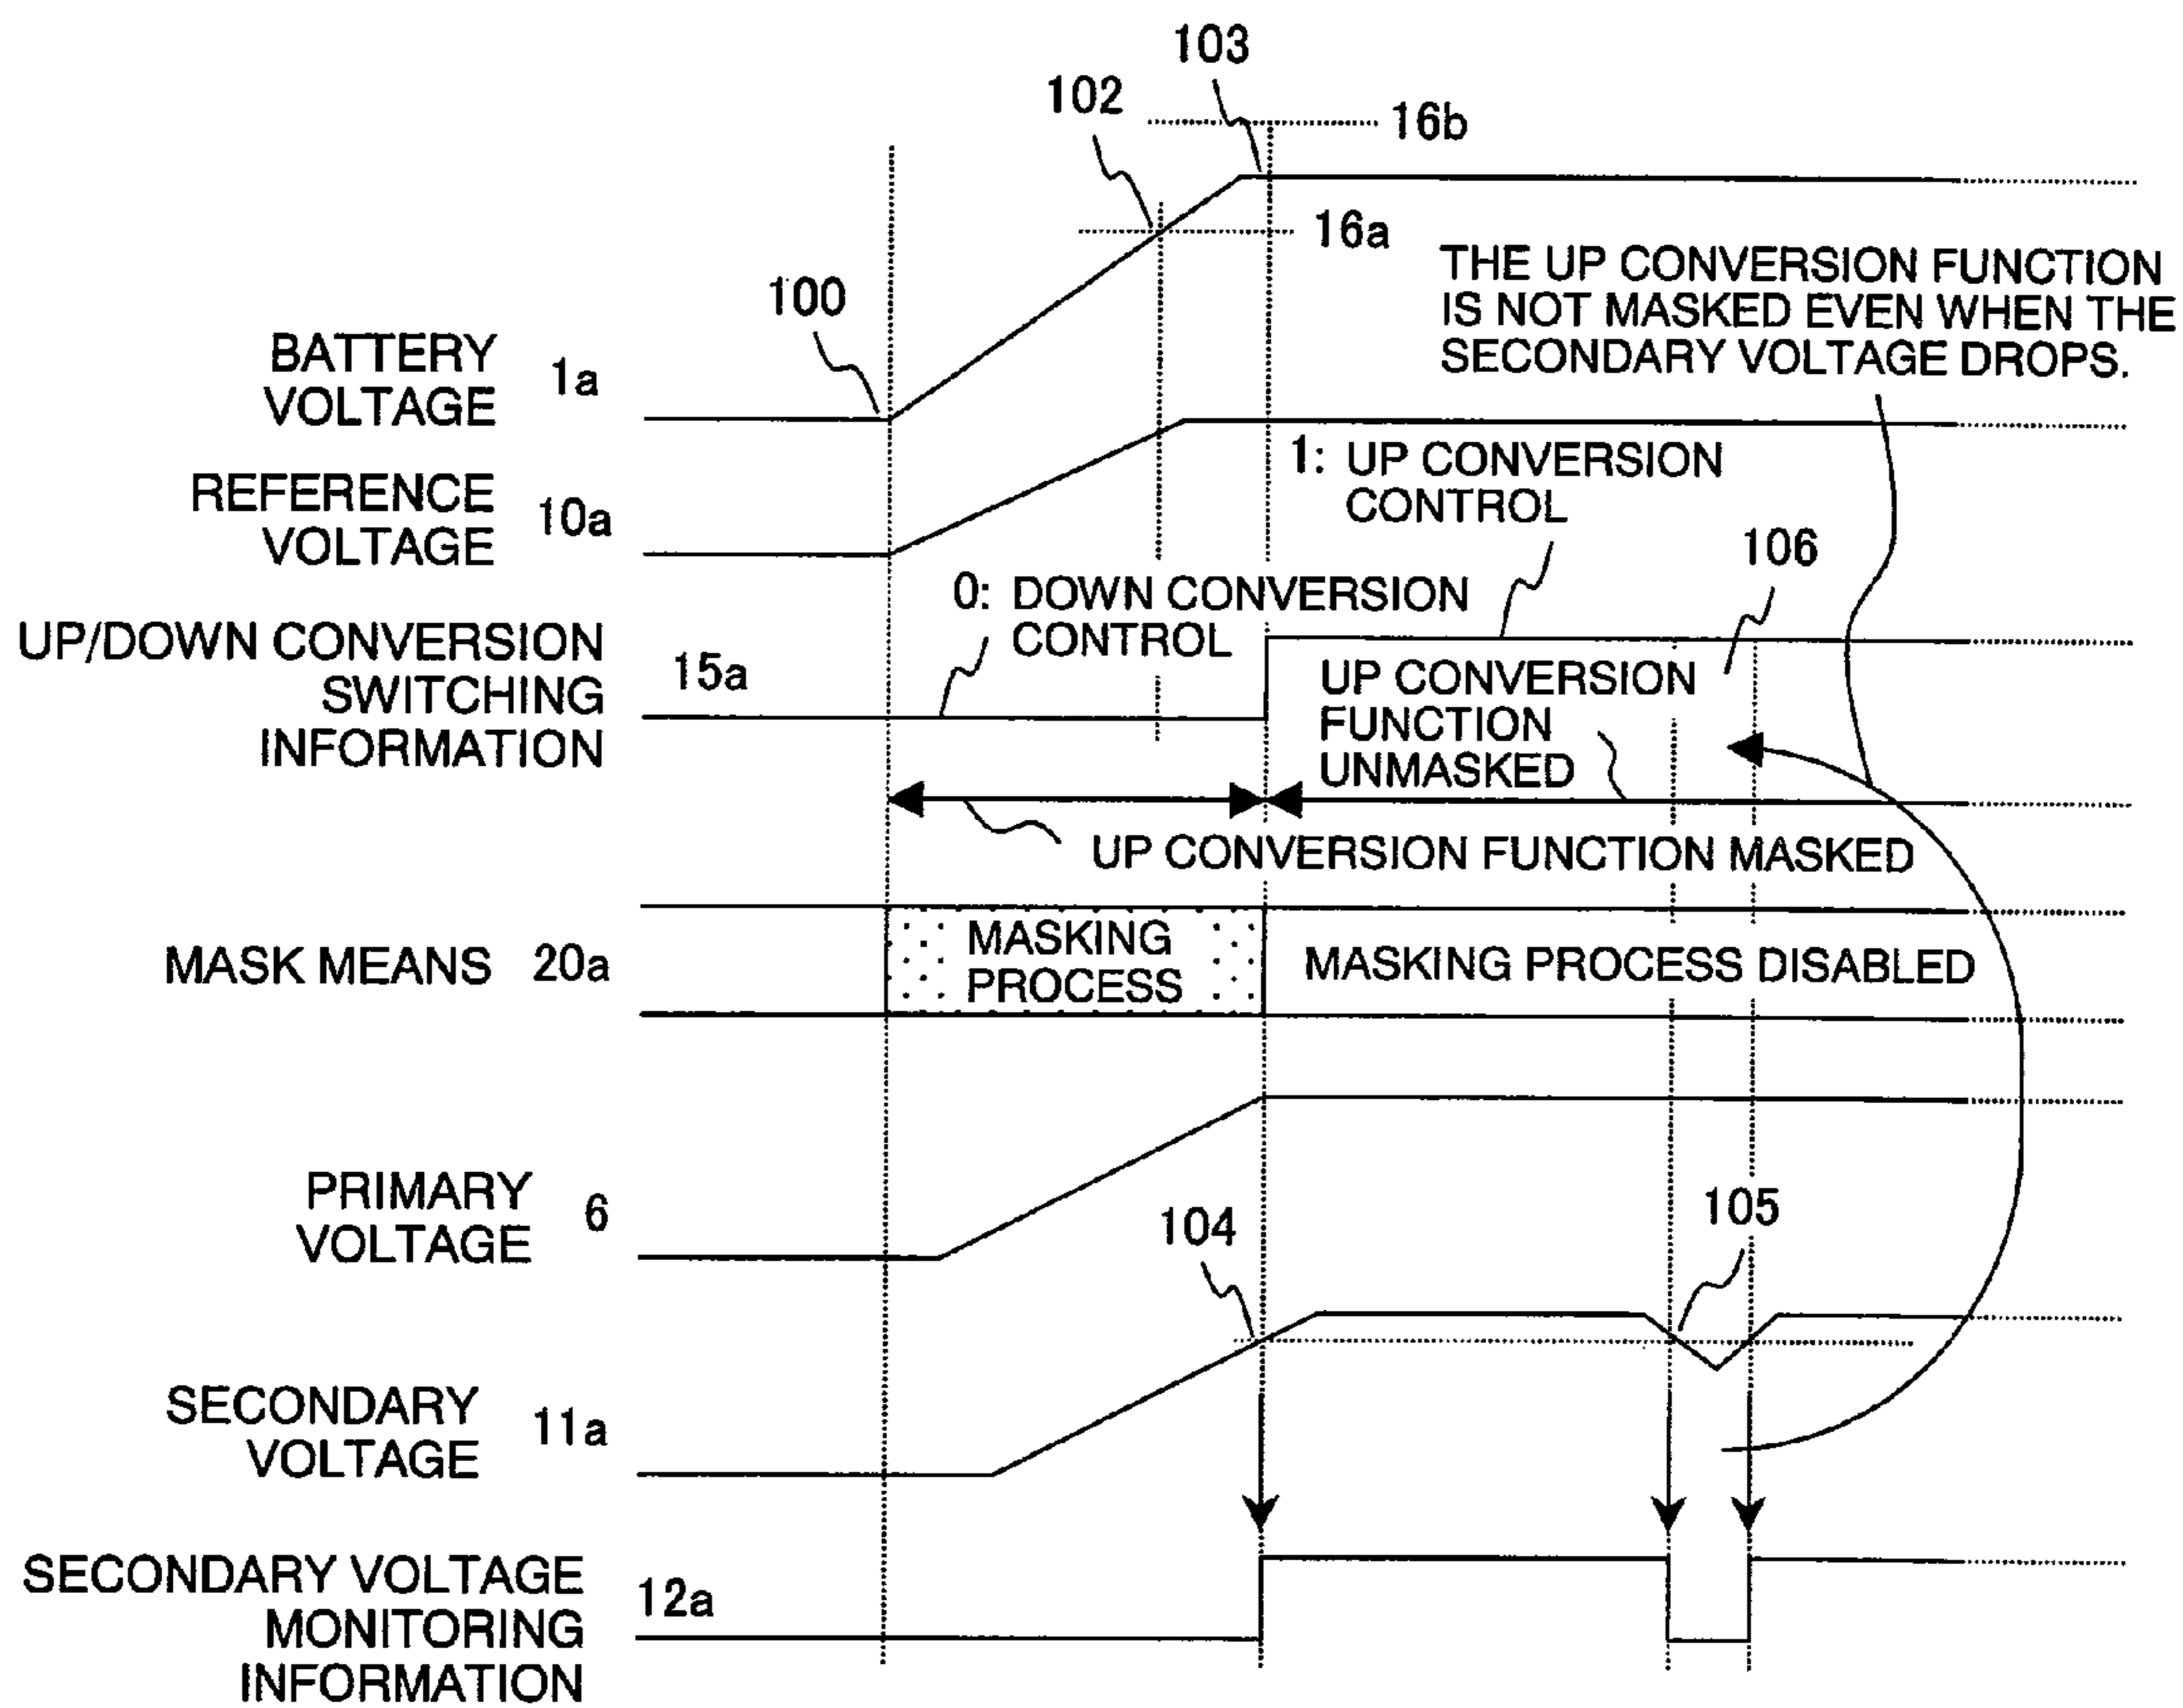 103
102
16b
16a
THE UP CONVERSION FUNCTION
IS NOT MASKED EVEN WHEN THE
SECONDARY VOLTAGE DROPS.
100
BATTERY
VOLTAGE
1a
REFERENCE
VOLTAGE
10a
1: UP CONVERSION
CONTROL
106
0: DOWN CONVERSION
CONTROL
UP/DOWN CONVERSION
SWITCHING
INFORMATION
15a
UP CONVERSION
FUNCTION
UNMASKED
UP CONVERSION FUNCTION MASKED
MASK MEANS 20a
MASKING
PROCESS
MASKING PROCESS DISABLED
PRIMARY
VOLTAGE
6
104
105
SECONDARY
VOLTAGE
11a
SECONDARY VOLTAGE
MONITORING
INFORMATION
12a